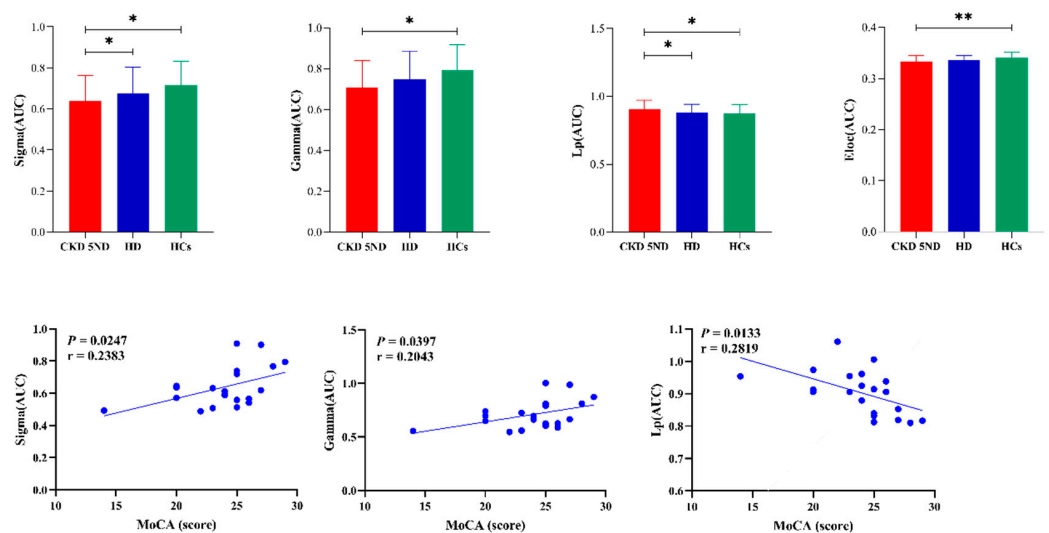 *
*
Sigma(AUC)
1.0
0.8
0.6
0.4
0.2
0.0
CKD 5ND HD HCs
*
Gamma(AUC)
1.0
0.8
0.6
0.4
0.2
0.0
CKD 5ND HD HCs
*
*
Lp(AUC)
1.5
1.0
0.5
0.0
CKD 5ND HD HCs
**
Eloc(AUC)
0.4
0.3
0.2
0.1
0.0
CKD 5ND HD HCs
P = 0.0247
r = 0.2383
Sigma(AUC)
1.0
0.8
0.6
0.4
0.2
0.0
10 15 20 25 30
MoCA (score)
P = 0.0397
r = 0.2043
Gamma(AUC)
1.5
1.0
0.5
0.0
10 15 20 25 30
MoCA (score)
P = 0.0133
r = 0.2819
Lp(AUC)
1.1
1.0
0.9
0.8
0.6
10 15 20 25 30
MoCA (score)